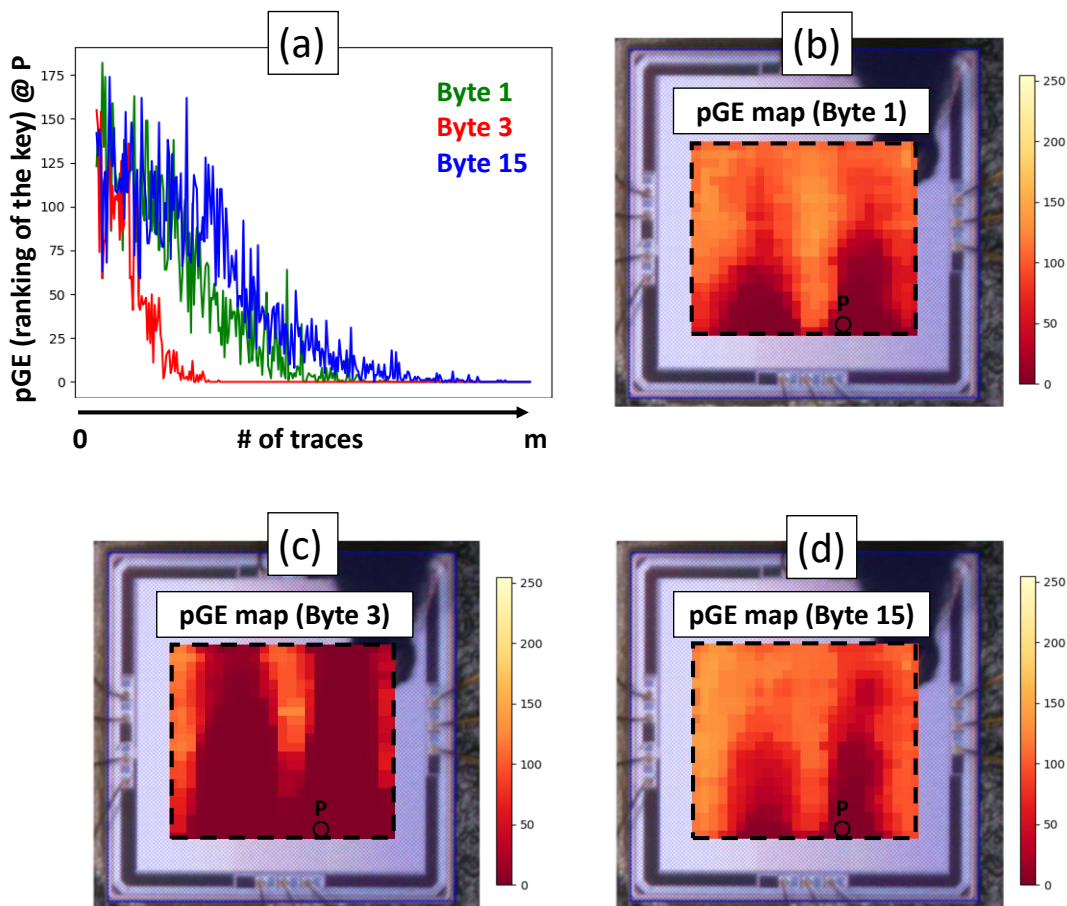 (a)
pGE (ranking of the key) @ P
175
150
125
100
75
50
25
0
Byte 1
Byte 3
Byte 15
0
# of traces
m
(b)
pGE map (Byte 1)
P
250
200
150
100
50
0
(c)
pGE map (Byte 3)
P
250
200
150
100
50
0
(d)
pGE map (Byte 15)
P
250
200
150
100
50
0